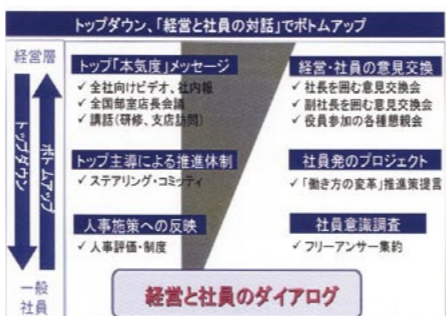 トップダウン、「経営と社員の対話」でボトムアップ
経営層
トップダウン
ボトムアップ
一般
社員
トップ「本気度」メッセージ
✓ 全社向けビデオ、社内報
✓ 全国部室店長会議
✓ 講話(研修、支店訪問)
トップ主導による推進体制
✓ ステアリング・コミッティ
人事施策への反映
✓ 人事評価・制度
経営・社員の意見交換
✓ 社長を囲む意見交換会
✓ 副社長を囲む意見交換会
✓ 役員参加の各種懇親会
社員発のプロジェクト
✓ 「働き方の変革」推進策提言
社員意識調査
✓ フリーアンサー集約
経営と社員のダイアログ